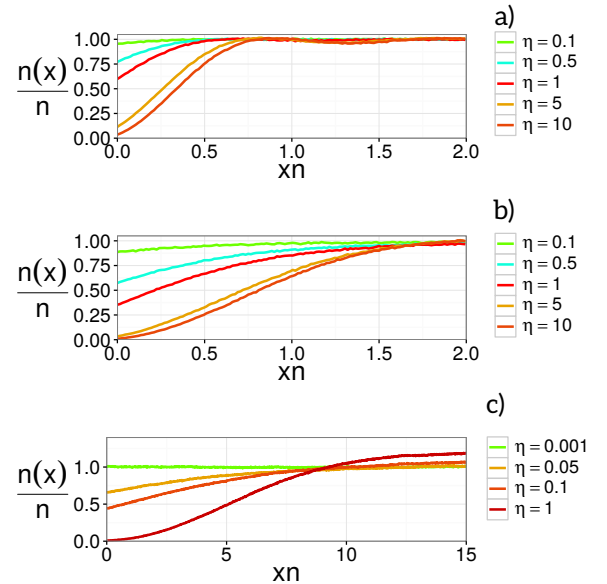 a)
n(x)
n
1.00
0.75
0.50
0.25
0.00
0.0 0.5 1.0 1.5 2.0
xn
η = 0.1
η = 0.5
η = 1
η = 5
η = 10
b)
n(x)
n
1.00
0.75
0.50
0.25
0.00
0.0 0.5 1.0 1.5 2.0
xn
η = 0.1
η = 0.5
η = 1
η = 5
η = 10
c)
n(x)
n
1.0
0.5
0.0
0 5 10 15
xn
η = 0.001
η = 0.05
η = 0.1
η = 1